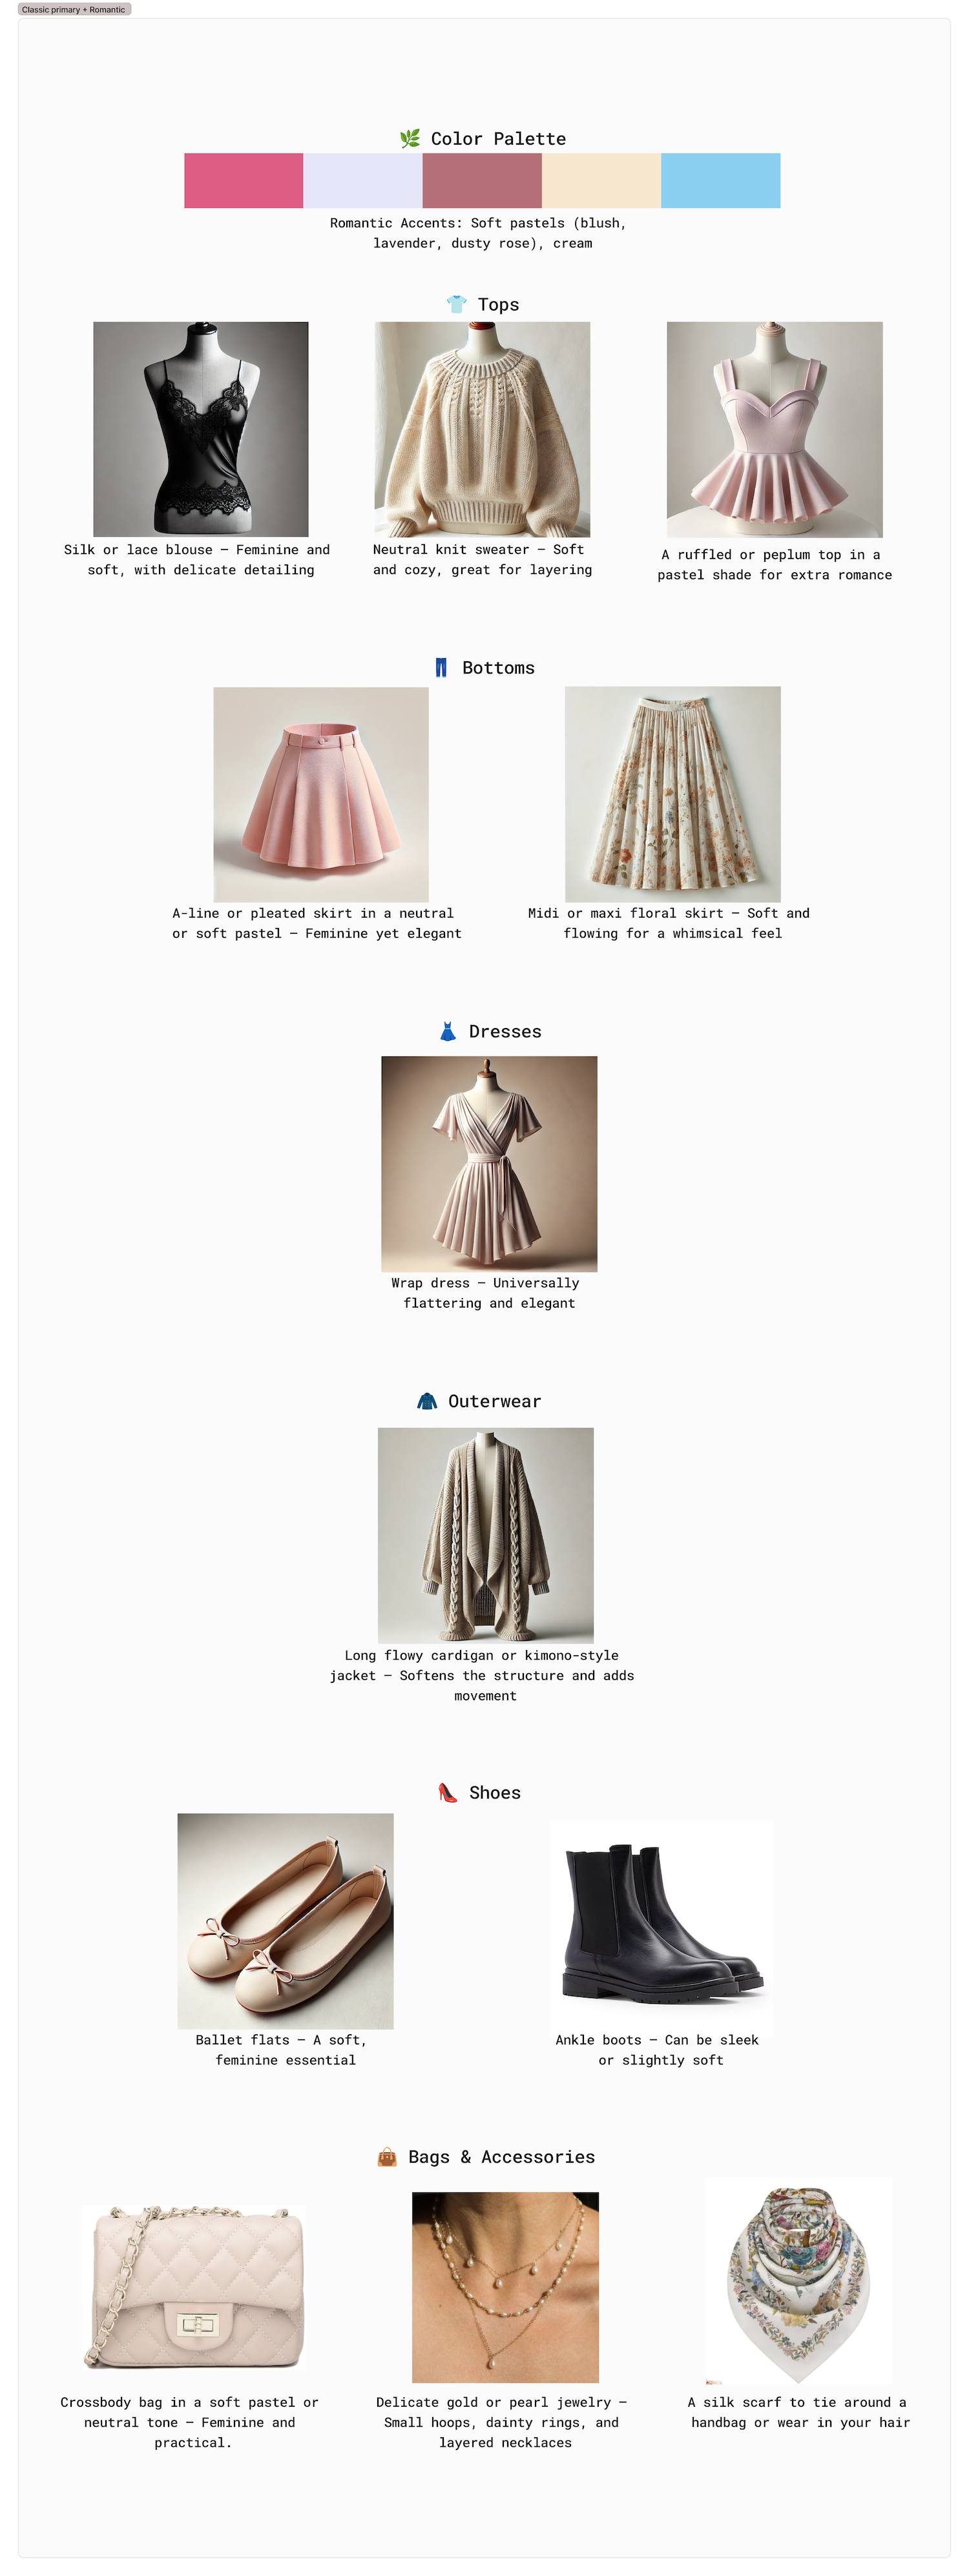 Classic primary + Romantic
Color Palette
Romantic Accents: Soft pastels (blush,
lavender, dusty rose), cream
Tops
Silk or lace blouse – Feminine and
soft, with delicate detailing
Neutral knit sweater – Soft
and cozy, great for layering
A ruffled or peplum top in a
pastel shade for extra romance
Bottoms
A-line or pleated skirt in a neutral
or soft pastel – Feminine yet elegant
Midi or maxi floral skirt – Soft and
flowing for a whimsical feel
Dresses
Wrap dress – Universally
flattering and elegant
Outerwear
Long flowy cardigan or kimono-style
jacket – Softens the structure and adds
movement
Shoes
Ballet flats – A soft,
feminine essential
Ankle boots – Can be sleek
or slightly soft
Bags & Accessories
Crossbody bag in a soft pastel or
neutral tone – Feminine and
practical.
Delicate gold or pearl jewelry –
Small hoops, dainty rings, and
layered necklaces
A silk scarf to tie around a
handbag or wear in your hair